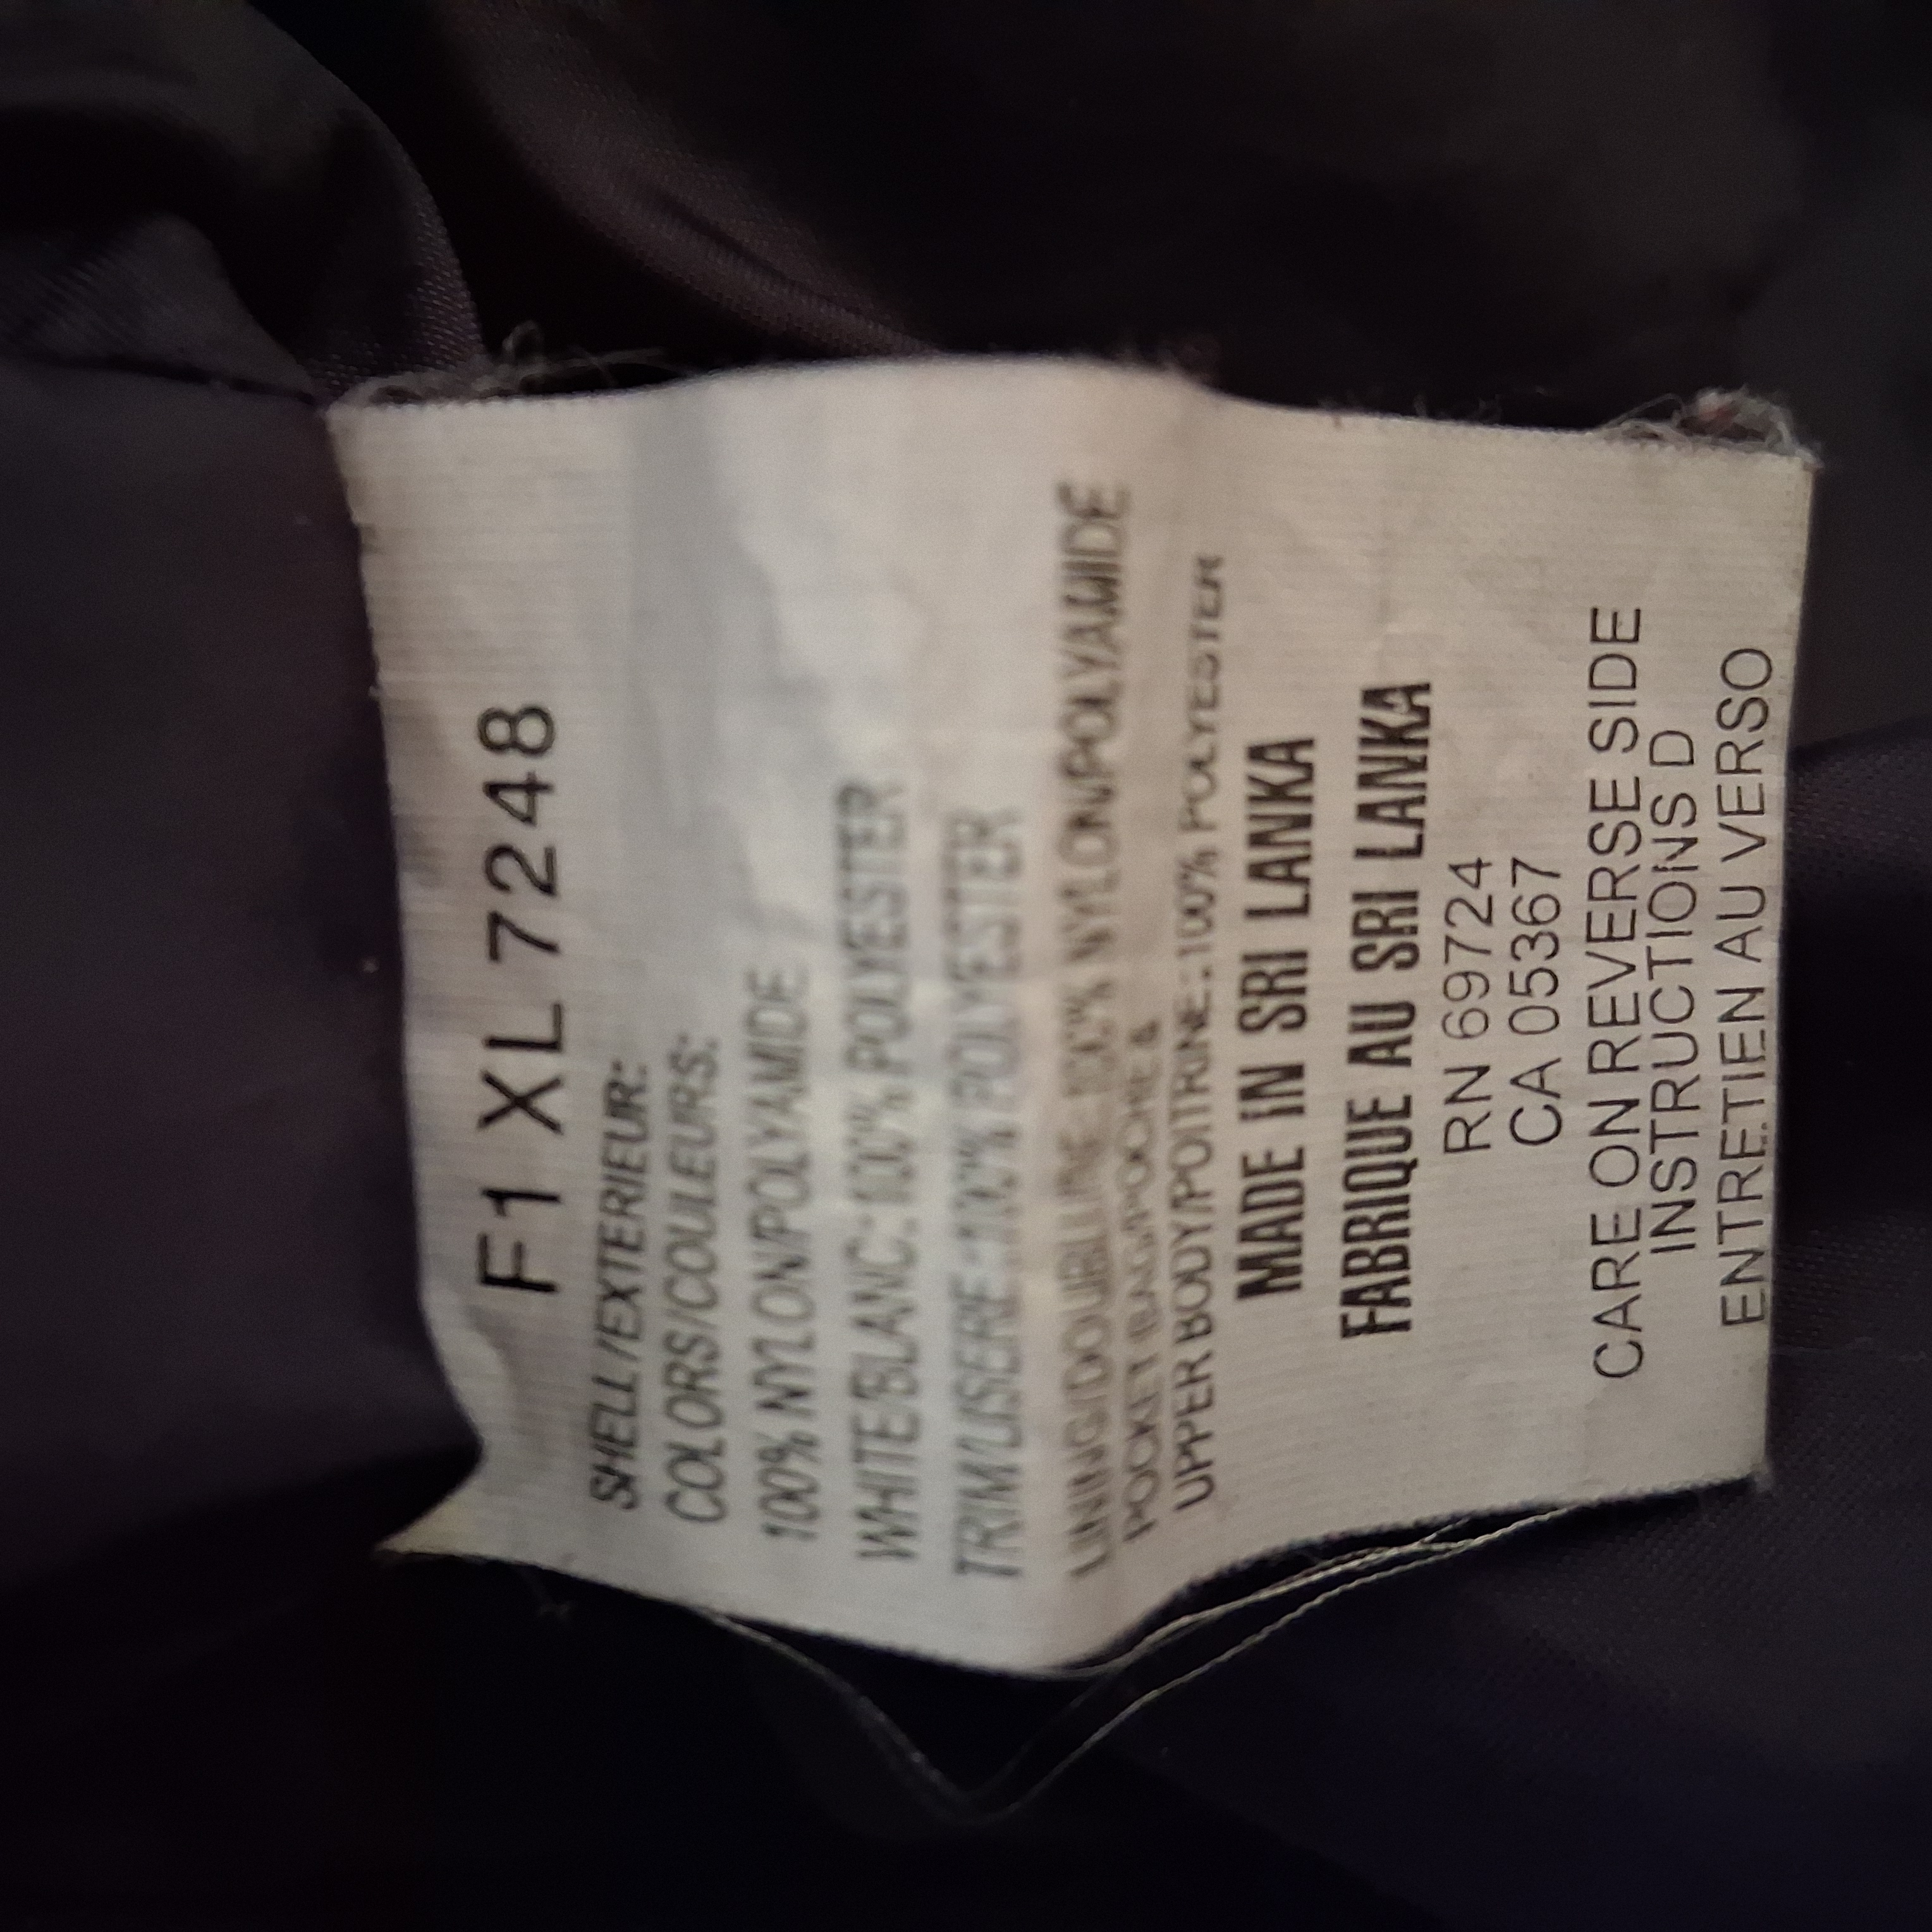 F1 XL 7248
SHELL/EXTERIEUR:
COLORS/COULEURS:
100% NYLON/POLYAMIDE
WHITE/BLANC:100% POLYESTER
TRIM/LISERE:100% POLYESTER
LINING/DOUBLURE:100% NYLON/POLYAMIDE
POCKET BAG/POCHE &
UPPER BODY/POITRINE:100% POLYESTER
MADE IN SRI LANKA
FABRIQUE AU SRI LANKA
RN 69724
CA 05367
CARE ON REVERSE SIDE
INSTRUCTIONS D
ENTRETIEN AU VERSO